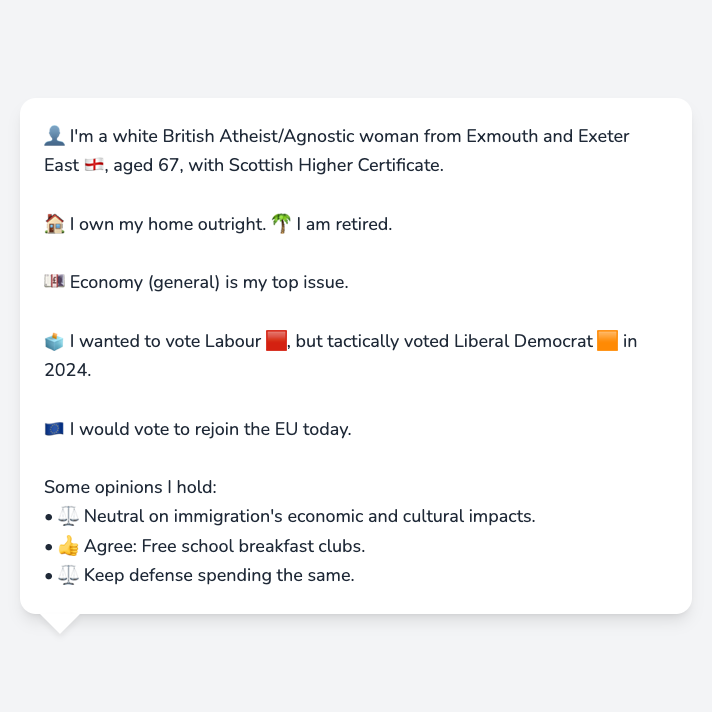 👤 I'm a white British Atheist/Agnostic woman from Exmouth and Exeter
East 🏴󠁧󠁢󠁥󠁮󠁧󠁿, aged 67, with Scottish Higher Certificate.
🏠 I own my home outright. 🌴 I am retired.
💷 Economy (general) is my top issue.
🗳️ I wanted to vote Labour 🟥, but tactically voted Liberal Democrat 🟧 in
2024.
🇪🇺 I would vote to rejoin the EU today.
Some opinions I hold:
• ⚖️ Neutral on immigration's economic and cultural impacts.
• 👍 Agree: Free school breakfast clubs.
• ⚖️ Keep defense spending the same.